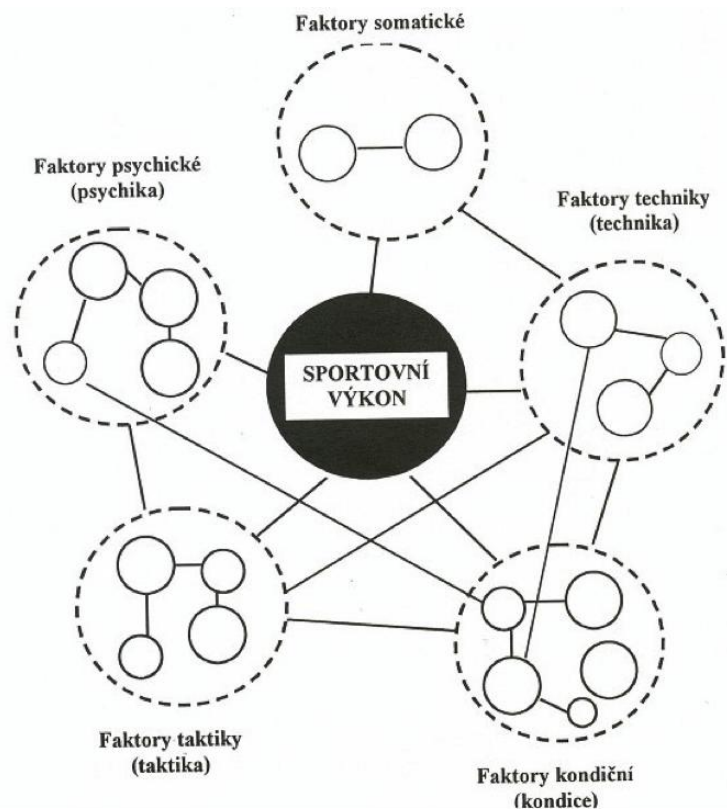 Faktory somatické
Faktory psychické
(psychika)
Faktory techniky
(technika)
SPORTOVNÍ
VÝKON
Faktory taktiky
(taktika)
Faktory kondiční
(kondice)